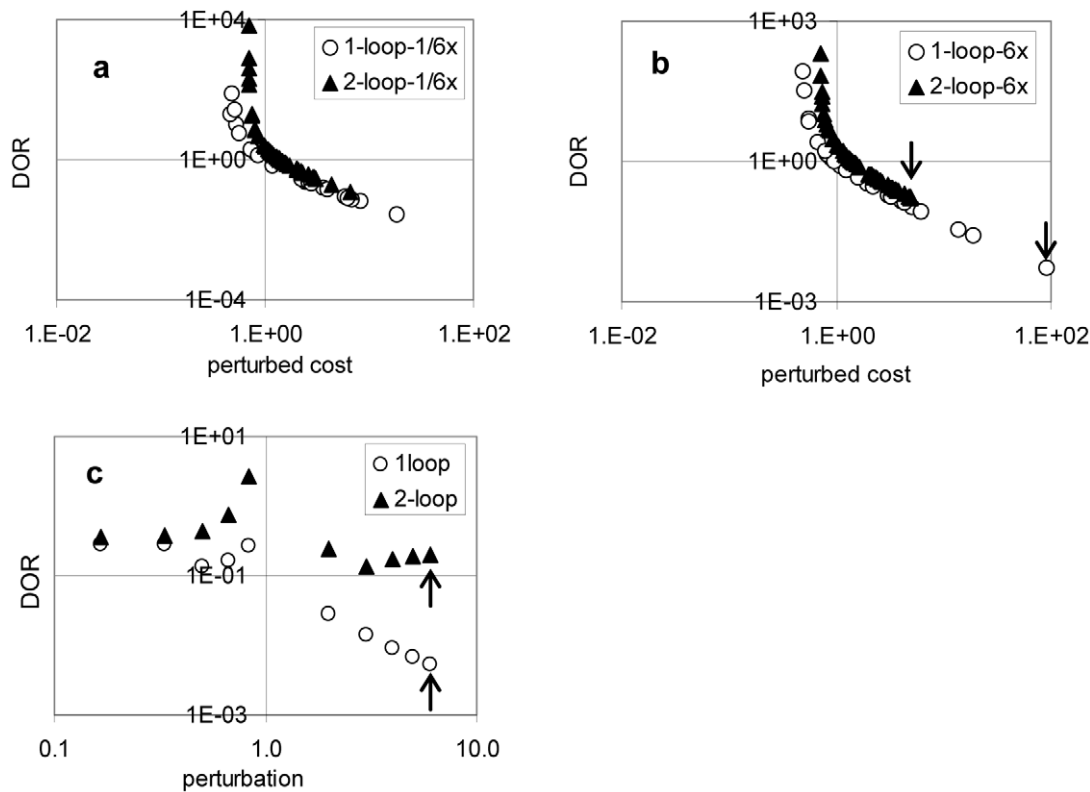 1E+04
a
1-loop-1/6x
2-loop-1/6x
DOR
1E+00
1E-04
1.E-02 1.E+00 1.E+02
perturbed cost
1E+03
b
1-loop-6x
2-loop-6x
DOR
1E+00
1E-03
1.E-02 1.E+00 1.E+02
perturbed cost
1E+01
c
1loop
2-loop
DOR
1E-01
1E-03
0.1 1.0 10.0
perturbation